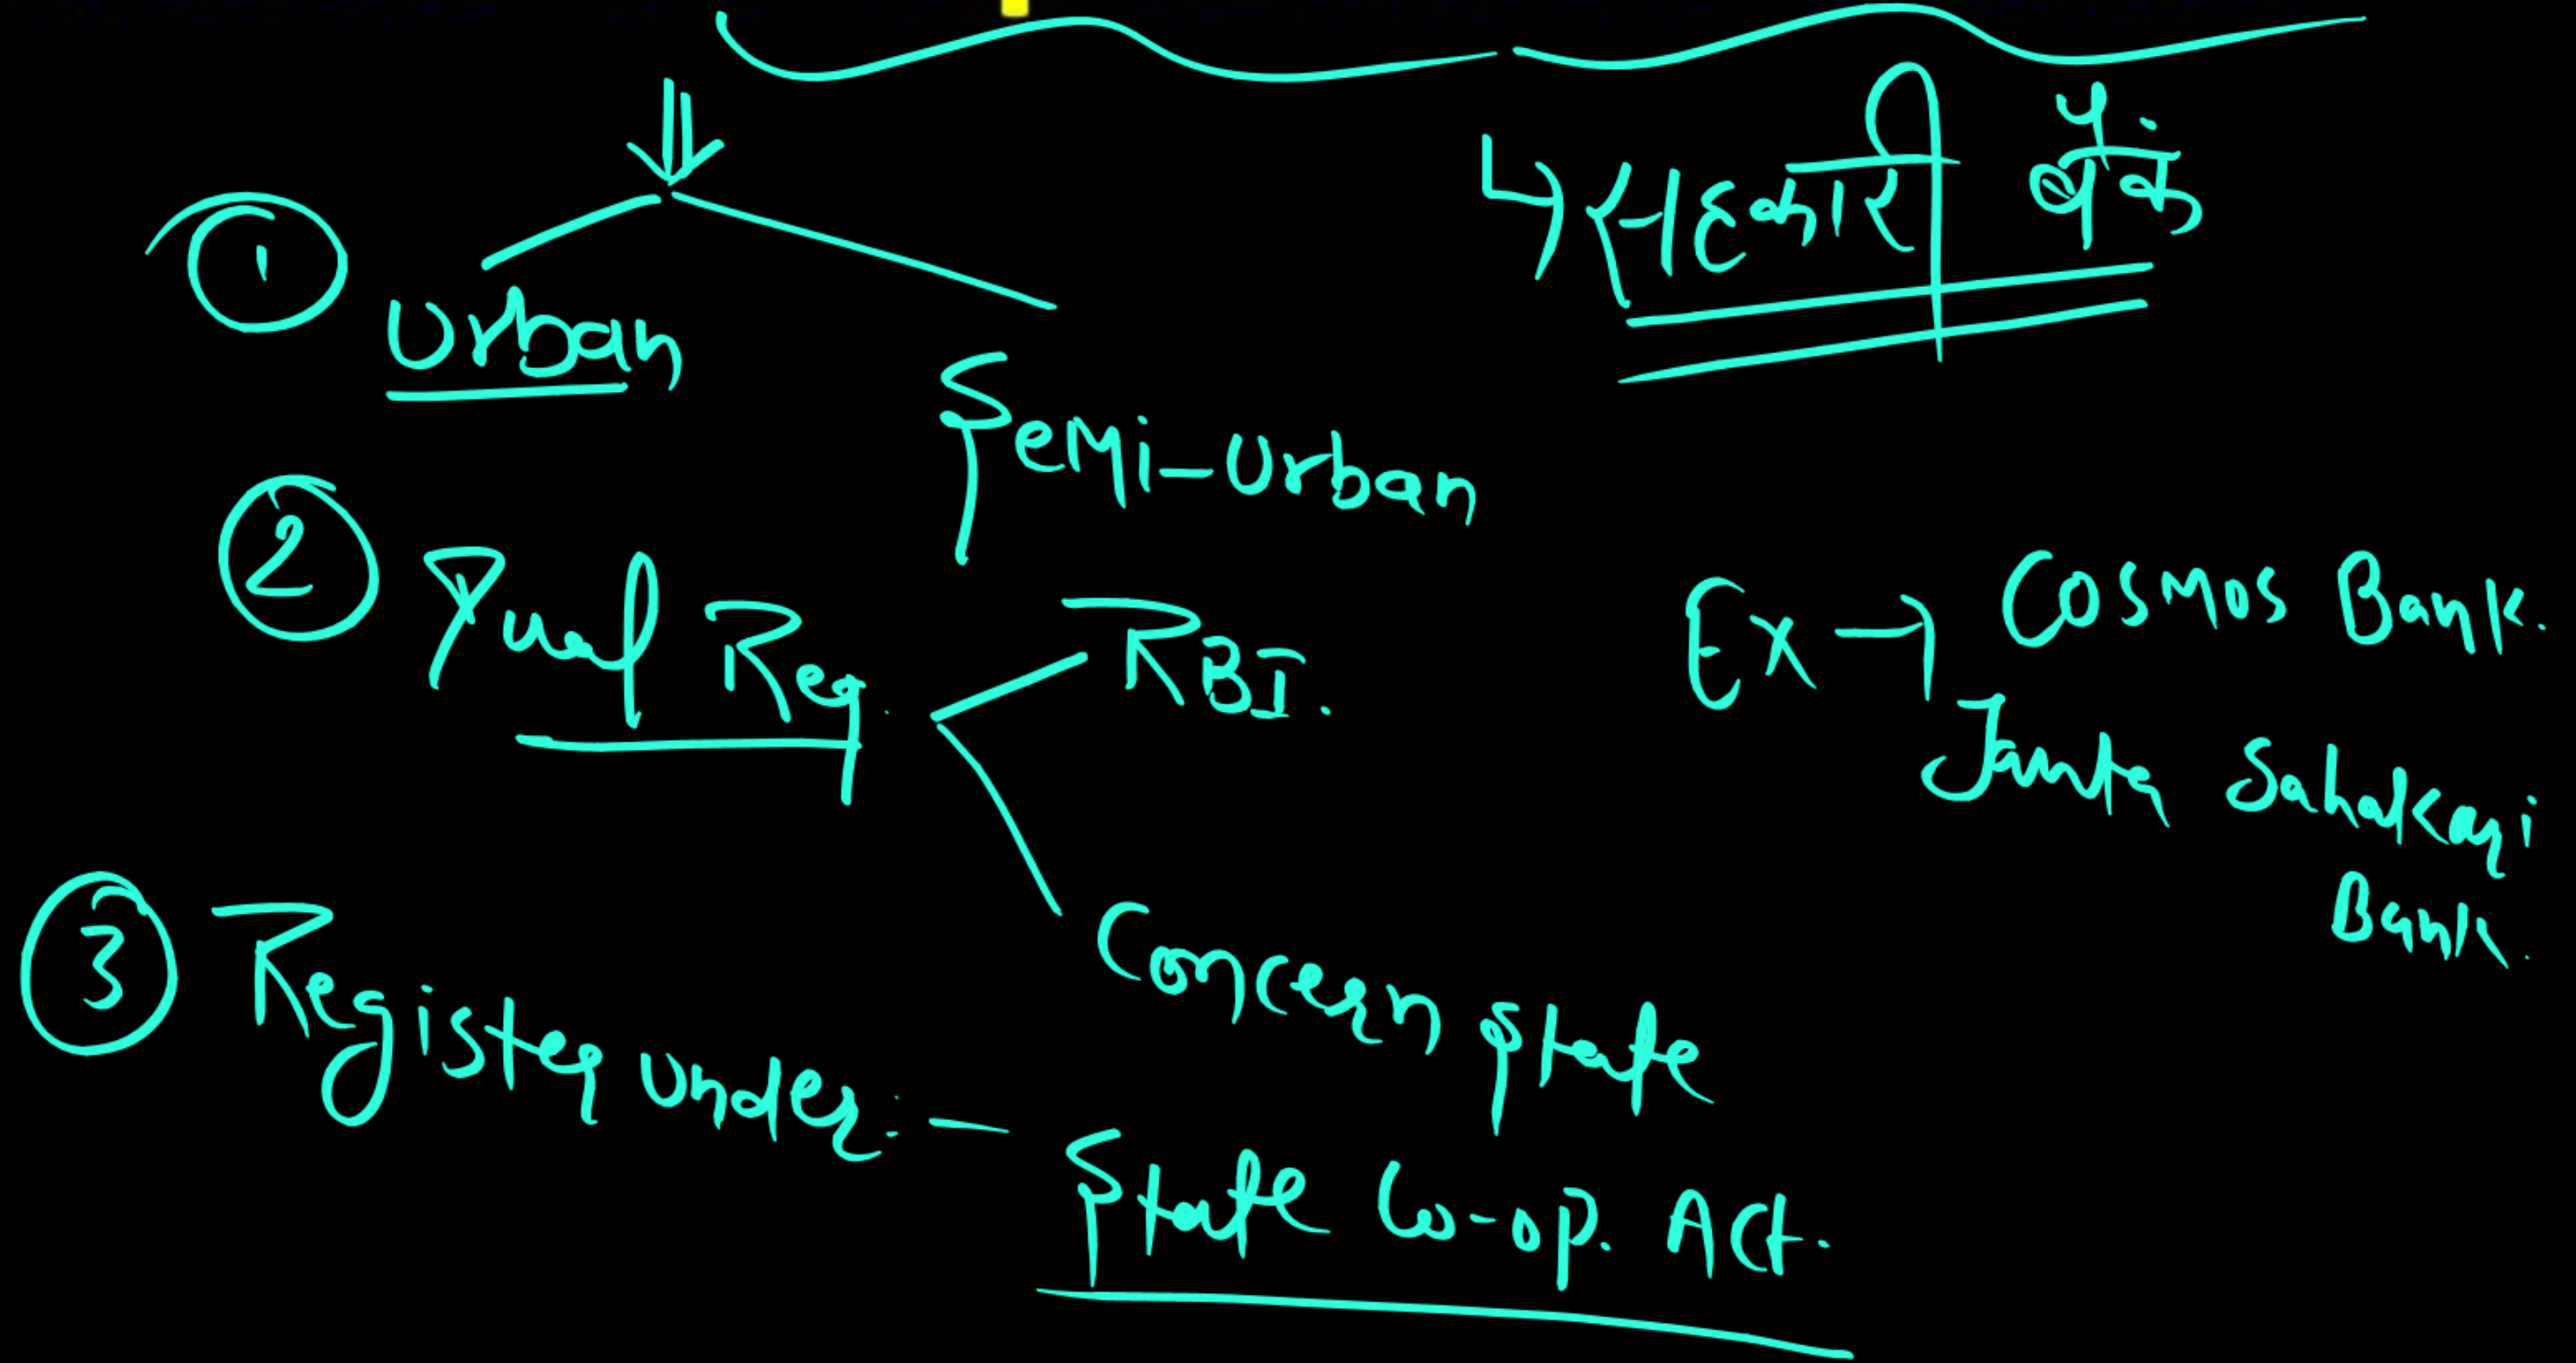 ↳ सहकारी बैंक
① Urban
Semi-Urban
② Dual Reg.
RBI.
Ex → Cosmos Bank.
Janta Sahakari
Bank.
Concern State
③ Register Under: -
State Co-op. Act.